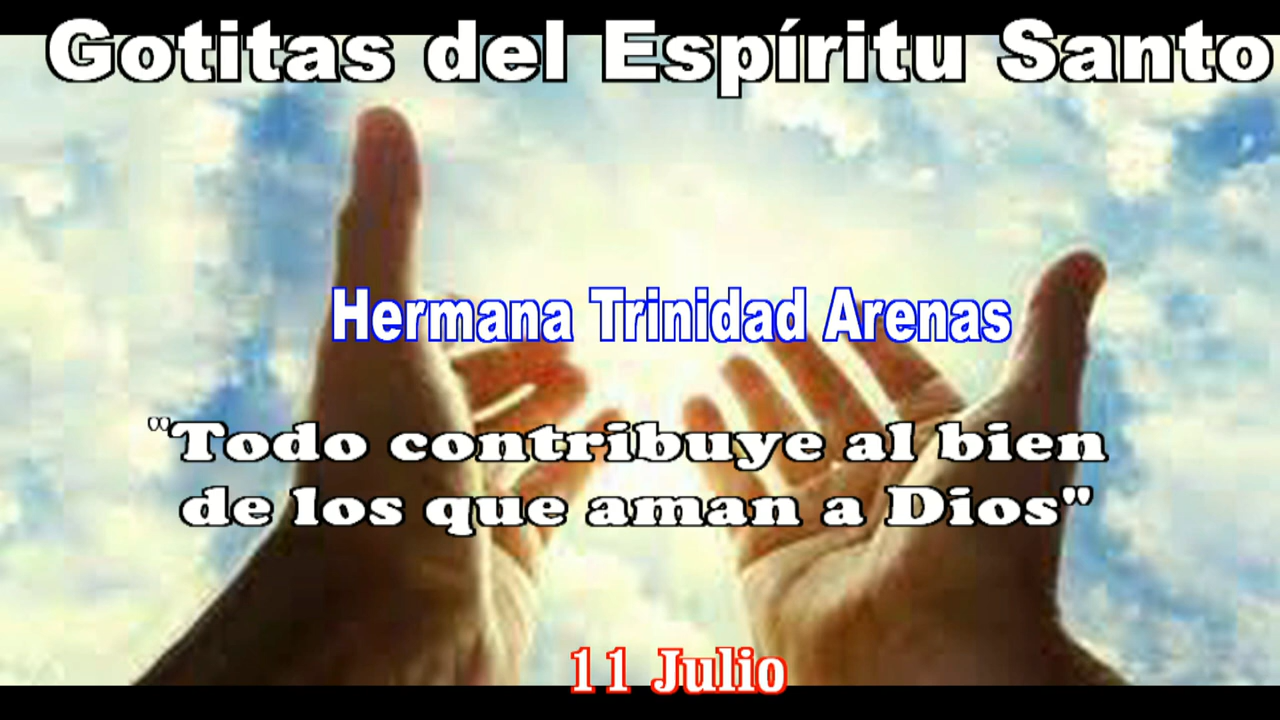 Gotitas del Espíritu Santo
Hermana Trinidad Arenas
"Todo contribuye al bien
de los que aman a Dios"
11 Julio